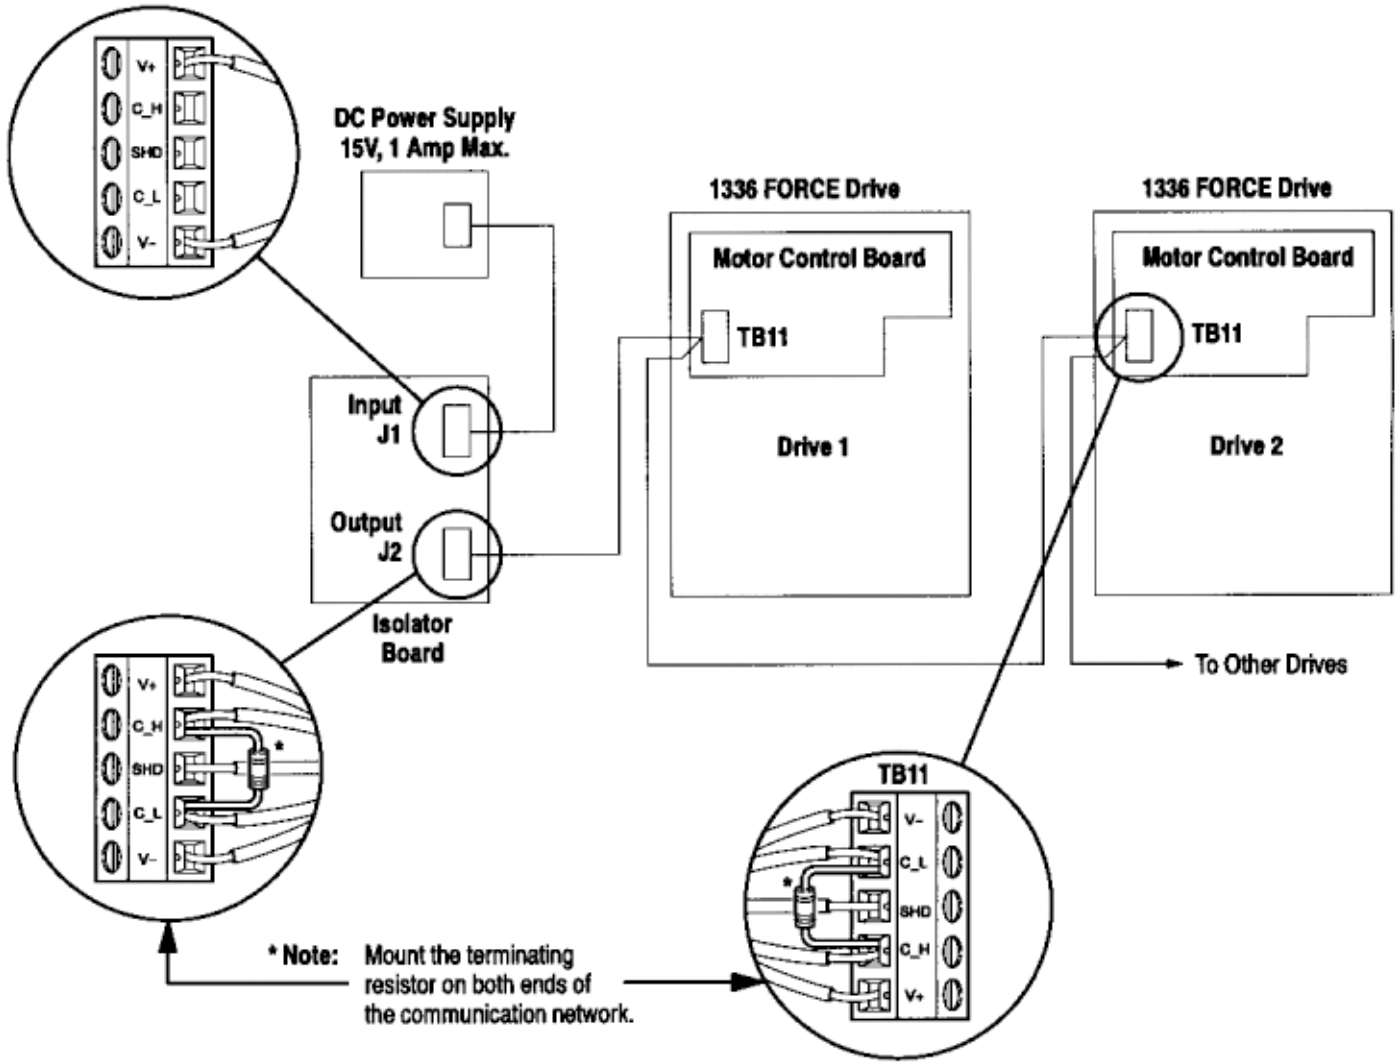 V+
C_H
SHD
C_L
V–
DC Power Supply
15V, 1 Amp Max.
1336 FORCE Drive
Motor Control Board
TB11
Drive 1
1336 FORCE Drive
Motor Control Board
TB11
Drive 2
Input
J1
Output
J2
Isolator
Board
To Other Drives
V+
C_H
*
SHD
C_L
V–
TB11
V–
C_L
*
SHD
C_H
V+
* Note: Mount the terminating
resistor on both ends of
the communication network.